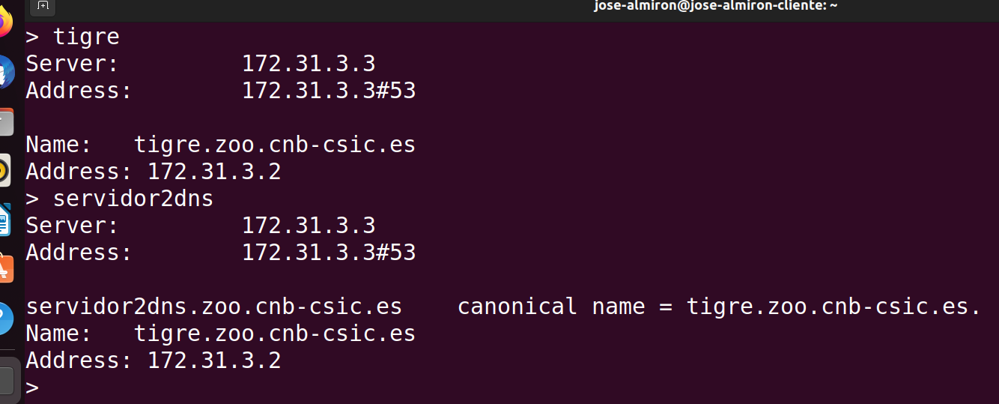 jose-almiron@jose-almiron-cliente: ~
> tigre
Server: 172.31.3.3
Address: 172.31.3.3#53
Name: tigre.zoo.cnb-csic.es
Address: 172.31.3.2
> servidor2dns
Server: 172.31.3.3
Address: 172.31.3.3#53
servidor2dns.zoo.cnb-csic.es canonical name = tigre.zoo.cnb-csic.es.
Name: tigre.zoo.cnb-csic.es
Address: 172.31.3.2
>